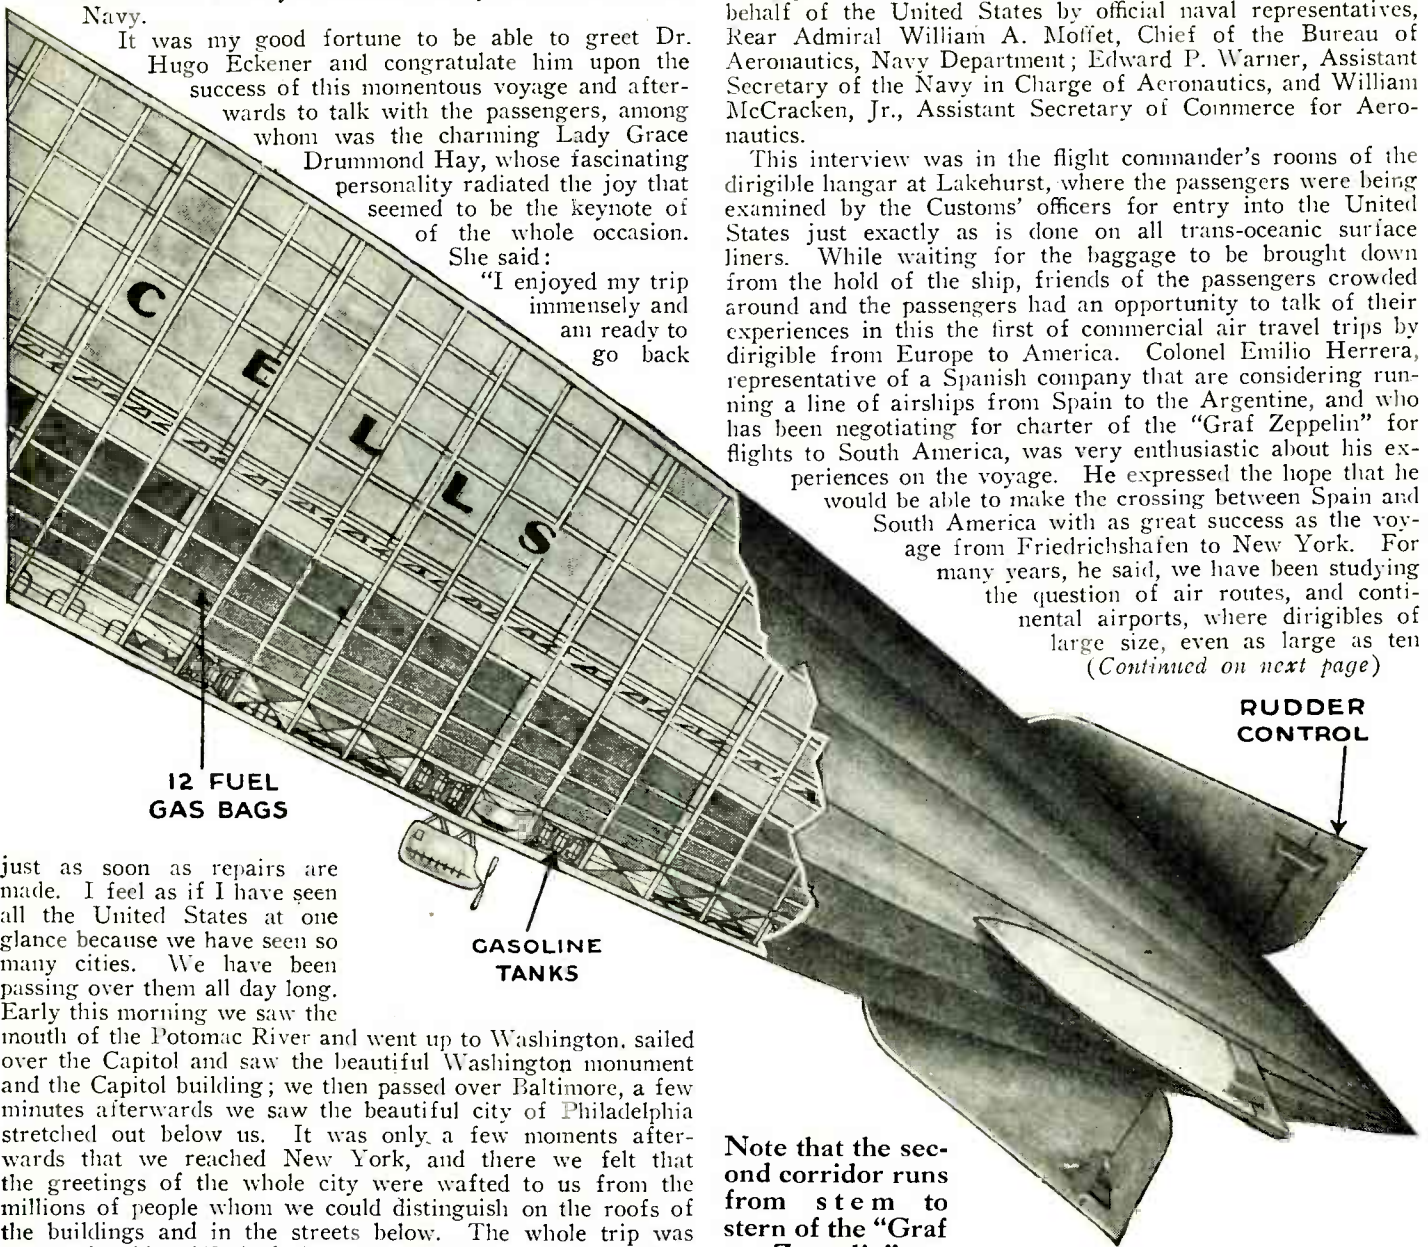 Navy.
It was my good fortune to be able to greet Dr.
Hugo Eckener and congratulate him upon the
success of this momentous voyage and after-
wards to talk with the passengers, among
whom was the charming Lady Grace
Drummond Hay, whose fascinating
personality radiated the joy that
seemed to be the keynote of
of the whole occasion.
She said:
"I enjoyed my trip
immensely and
am ready to
go back
CELLS
12 FUEL
GAS BAGS
GASOLINE
TANKS
just as soon as repairs are
made. I feel as if I have seen
all the United States at one
glance because we have seen so
many cities. We have been
passing over them all day long.
Early this morning we saw the
mouth of the Potomac River and went up to Washington, sailed
over the Capitol and saw the beautiful Washington monument
and the Capitol building; we then passed over Baltimore, a few
minutes afterwards we saw the beautiful city of Philadelphia
stretched out below us. It was only a few moments after-
wards that we reached New York, and there we felt that
the greetings of the whole city were wafted to us from the
millions of people whom we could distinguish on the roofs of
the buildings and in the streets below. The whole trip was
behalf of the United States by official naval representatives,
Rear Admiral William A. Moffet, Chief of the Bureau of
Aeronautics, Navy Department; Edward P. Warner, Assistant
Secretary of the Navy in Charge of Aeronautics, and William
McCracken, Jr., Assistant Secretary of Commerce for Aero-
nautics.
This interview was in the flight commander's rooms of the
dirigible hangar at Lakehurst, where the passengers were being
examined by the Customs' officers for entry into the United
States just exactly as is done on all trans-oceanic surface
liners. While waiting for the baggage to be brought down
from the hold of the ship, friends of the passengers crowded
around and the passengers had an opportunity to talk of their
experiences in this the first of commercial air travel trips by
dirigible from Europe to America. Colonel Emilio Herrera,
representative of a Spanish company that are considering run-
ning a line of airships from Spain to the Argentine, and who
has been negotiating for charter of the "Graf Zeppelin" for
flights to South America, was very enthusiastic about his ex-
periences on the voyage. He expressed the hope that he
would be able to make the crossing between Spain and
South America with as great success as the voy-
age from Friedrichshafen to New York. For
many years, he said, we have been studying
the question of air routes, and conti-
nental airports, where dirigibles of
large size, even as large as ten
(Continued on next page)
RUDDER
CONTROL
Note that the sec-
ond corridor runs
from stem to
stern of the "Graf